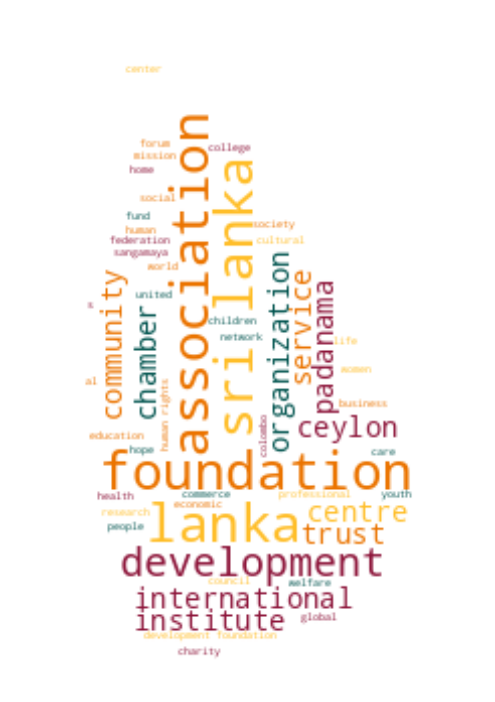 center
association
forum
mission
college
home
sri lanka
social
fund
human
society
federation
cultural
sangamaya
world
organization
community
service
padanama
united
s
chamber
children
network
life
women
al
human rights
business
colombo
ceylon
education
hope
care
foundation
health
commerce
professional
youth
economic
lanka
centre
research
people
trust
development
council
welfare
international
institute
global
development foundation
charity